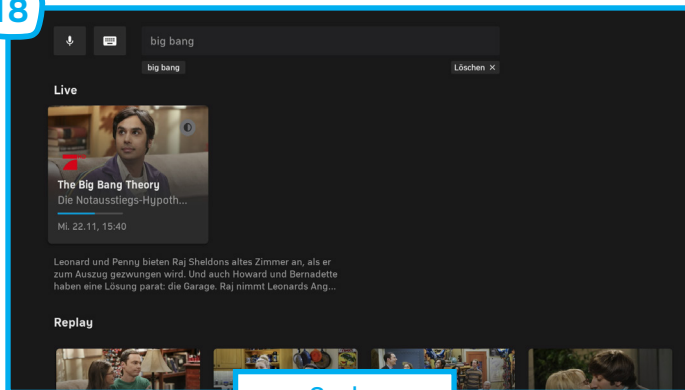 18
big bang
big bang
Löschen ×
Live
The Big Bang Theory
Die Notausstiegs-Hypoth...
Mi. 22.11, 15:40
Leonard und Penny bieten Raj Sheldons altes Zimmer an, als er
zum Auszug gezwungen wird. Und auch Howard und Bernadette
haben eine Lösung parat: die Garage. Raj nimmt Leonards Ang...
Replay